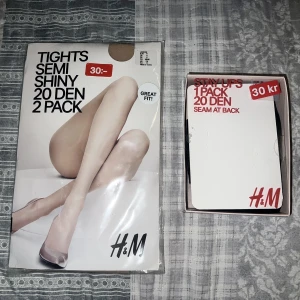 TIGHTS
SEMI
SHINY
20 DEN
2 PACK
30:-
GREAT
FIT!
H&M
STAY UPS
1 PACK
20 DEN
SEAM AT BACK
30 kr
H&M